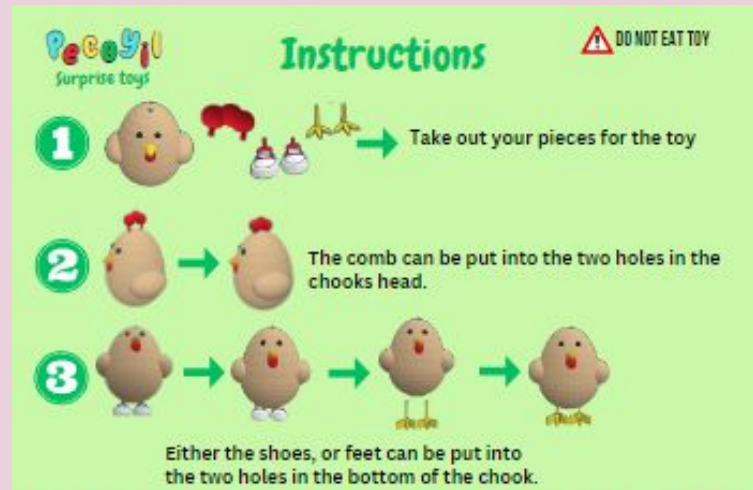 PecoYil
Surprise toys
Instructions
DO NOT EAT TOY
1
Take out your pieces for the toy
2
The comb can be put into the two holes in the
chooks head.
3
Either the shoes, or feet can be put into
the two holes in the bottom of the chook.